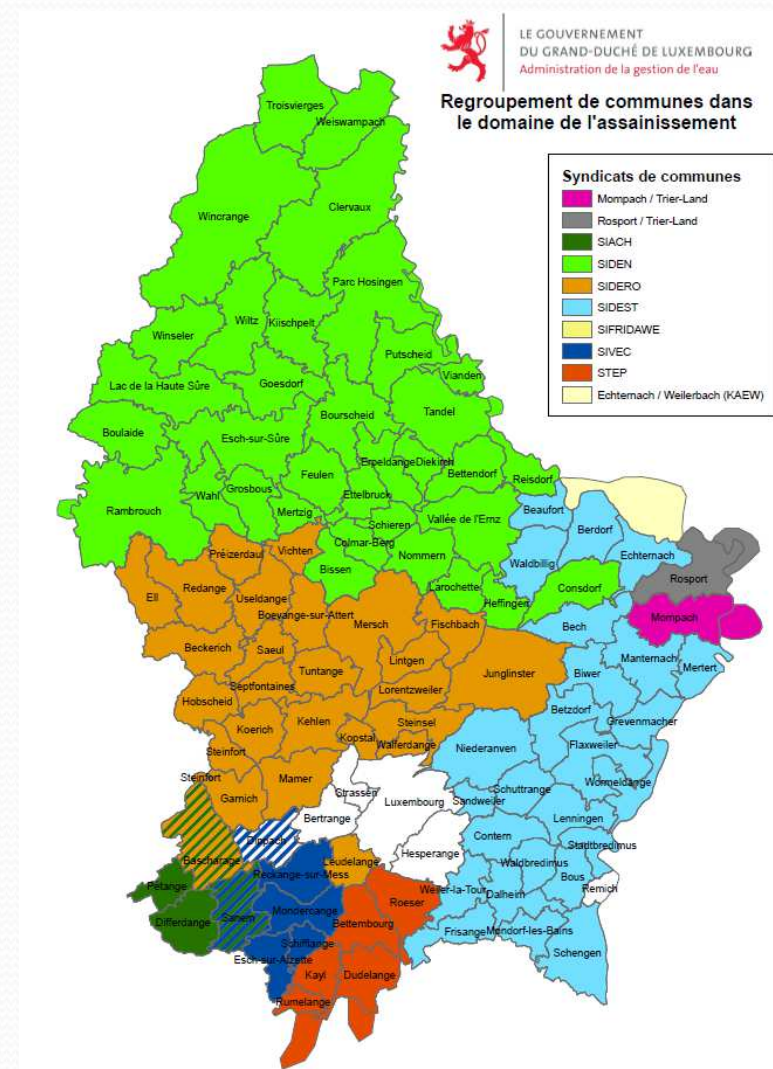 LE GOUVERNEMENT
DU GRAND-DUCHÉ DE LUXEMBOURG
Administration de la gestion de l'eau
Regroupement de communes dans
le domaine de l'assainissement
Syndicats de communes
Mompach / Trier-Land
Rosport / Trier-Land
SIACH
SIDEN
SIDERO
SIDEST
SIFRIDAWE
SIVEC
STEP
Echternach / Weilerbach (KAEW)
Troisvierges
Weiswampach
Wincrange
Clervaux
Parc Hosingen
Winseler
Wiltz
Kiischpelt
Putscheid
Vianden
Lac de la Haute Sûre
Goesdorf
Bourscheid
Tandel
Boulaide
Esch-sur-Sûre
Feulen
Erpeldange
Diekirch
Bettendorf
Reisdorf
Rambrouch
Wahl
Grosbous
Mertzig
Ettelbruck
Schieren
Vallée de l'Ernz
Beaufort
Berdorf
Echternach
Colmar-Berg
Nommern
Waldbillig
Préizerdaul
Vichten
Bissen
Larochette
Heffingen
Consdorf
Rosport
Ell
Redange
Useldange
Boevange-sur-Attert
Mersch
Fischbach
Bech
Mompach
Beckerich
Saeul
Tuntange
Lintgen
Junglinster
Biwer
Manternach
Mertert
Septfontaines
Lorentzweiler
Hobscheid
Koerich
Kehlen
Steinsel
Betzdorf
Grevenmacher
Kopstal
Walferdange
Niederanven
Flaxweiler
Steinfort
Steinfort
Garnich
Mamer
Strassen
Bertrange
Luxembourg
Sandweiler
Schuttrange
Wormeldange
Lenningen
Dippach
Hesperange
Contern
Stadtbredimus
Bascharage
Leudelange
Waldbredimus
Reckange-sur-Mess
Bous
Remich
Pétange
Roeser
Weiler-la-Tour
Dalheim
Differdange
Sanem
Mondercange
Bettembourg
Frisange
Mondorf-les-Bains
Schifflange
Schengen
Esch-sur-Alzette
Kayl
Dudelange
Rumelange